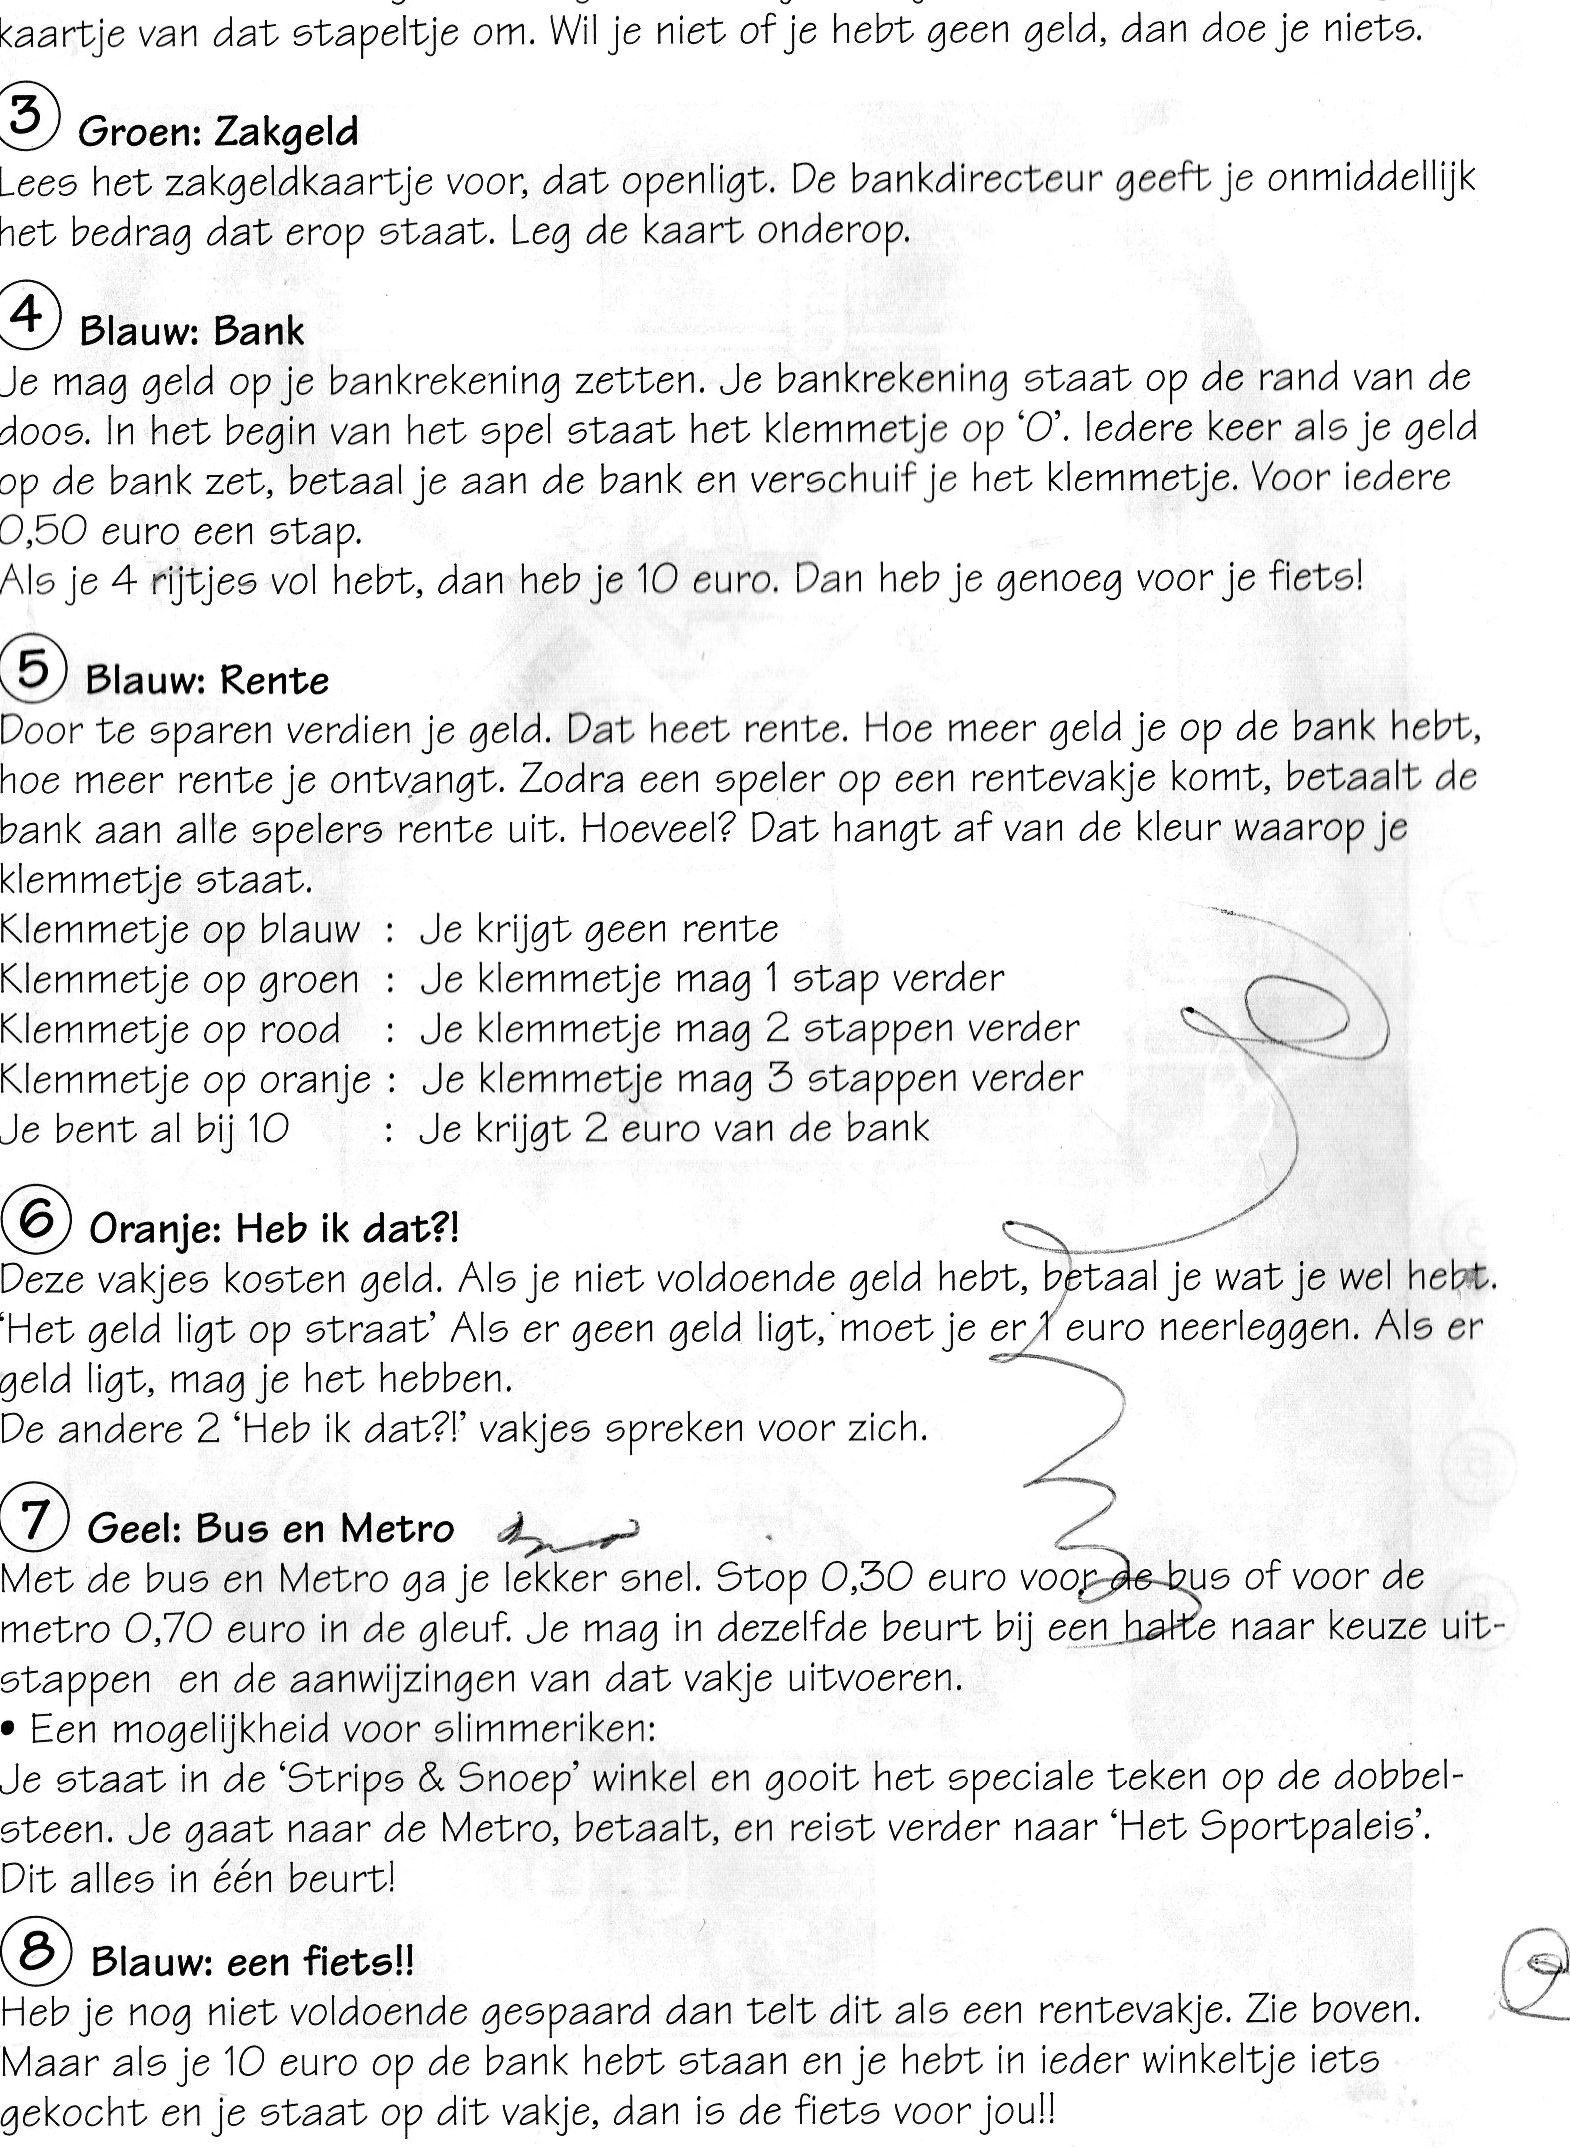 kaartje van dat stapeltje om. Wil je niet of je hebt geen geld, dan doe je niets.
3 Groen: Zakgeld
Lees het zakgeldkaartje voor, dat openligt. De bankdirecteur geeft je onmiddellijk
het bedrag dat erop staat. Leg de kaart onderop.
4 Blauw: Bank
Je mag geld op je bankrekening zetten. Je bankrekening staat op de rand van de
doos. In het begin van het spel staat het klemmetje op ‘0’. Iedere keer als je geld
op de bank zet, betaal je aan de bank en verschuif je het klemmetje. Voor iedere
0,50 euro een stap.
Als je 4 rijtjes vol hebt, dan heb je 10 euro. Dan heb je genoeg voor je fiets!
5 Blauw: Rente
Door te sparen verdien je geld. Dat heet rente. Hoe meer geld je op de bank hebt,
hoe meer rente je ontvangt. Zodra een speler op een rentevakje komt, betaalt de
bank aan alle spelers rente uit. Hoeveel? Dat hangt af van de kleur waarop je
klemmetje staat.
Klemmetje op blauw : Je krijgt geen rente
Klemmetje op groen : Je klemmetje mag 1 stap verder
Klemmetje op rood : Je klemmetje mag 2 stappen verder
Klemmetje op oranje : Je klemmetje mag 3 stappen verder
Je bent al bij 10 : Je krijgt 2 euro van de bank
6 Oranje: Heb ik dat?!
Deze vakjes kosten geld. Als je niet voldoende geld hebt, betaal je wat je wel hebt.
‘Het geld ligt op straat’ Als er geen geld ligt, moet je er 1 euro neerleggen. Als er
geld ligt, mag je het hebben.
De andere 2 ‘Heb ik dat?!’ vakjes spreken voor zich.
7 Geel: Bus en Metro
Met de bus en Metro ga je lekker snel. Stop 0,30 euro voor de bus of voor de
metro 0,70 euro in de gleuf. Je mag in dezelfde beurt bij een halte naar keuze uit-
stappen en de aanwijzingen van dat vakje uitvoeren.
• Een mogelijkheid voor slimmeriken:
Je staat in de ‘Strips & Snoep’ winkel en gooit het speciale teken op de dobbel-
steen. Je gaat naar de Metro, betaalt, en reist verder naar ‘Het Sportpaleis’.
Dit alles in één beurt!
8 Blauw: een fiets!!
Heb je nog niet voldoende gespaard dan telt dit als een rentevakje. Zie boven.
Maar als je 10 euro op de bank hebt staan en je hebt in ieder winkeltje iets
gekocht en je staat op dit vakje, dan is de fiets voor jou!!